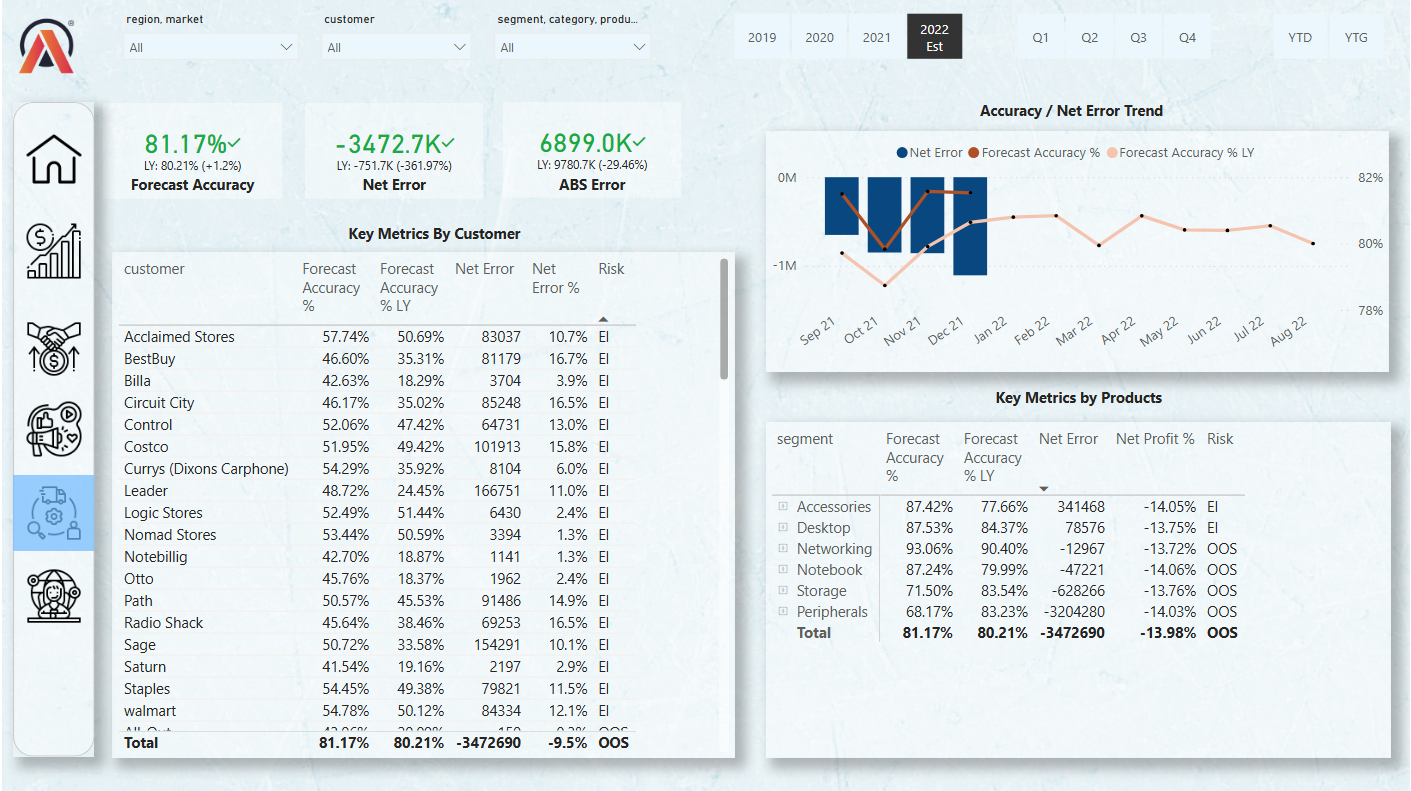 region, market
customer
segment, category, produ...
All
All
All
2019
2020
2021
2022
Est
Q1
Q2
Q3
Q4
YTD
YTG
81.17%
LY: 80.21% (+1.2%)
Forecast Accuracy
-3472.7K
LY: -751.7K (-361.97%)
Net Error
6899.0K
LY: 9780.7K (-29.46%)
ABS Error
Key Metrics By Customer
customer Forecast Accuracy % Forecast Accuracy % LY Net Error Net Error % Risk
Acclaimed Stores 57.74% 50.69% 83037 10.7% EI
BestBuy 46.60% 35.31% 81179 16.7% EI
Billa 42.63% 18.29% 3704 3.9% EI
Circuit City 46.17% 35.02% 85248 16.5% EI
Control 52.06% 47.42% 64731 13.0% EI
Costco 51.95% 49.42% 101913 15.8% EI
Currys (Dixons Carphone) 54.29% 35.92% 8104 6.0% EI
Leader 48.72% 24.45% 166751 11.0% EI
Logic Stores 52.49% 51.44% 6430 2.4% EI
Nomad Stores 53.44% 50.59% 3394 1.3% EI
Notebillig 42.70% 18.87% 1141 1.3% EI
Otto 45.76% 18.37% 1962 2.4% EI
Path 50.57% 45.53% 91486 14.9% EI
Radio Shack 45.64% 38.46% 69253 16.5% EI
Sage 50.72% 33.58% 154291 10.1% EI
Saturn 41.54% 19.16% 2197 2.9% EI
Staples 54.45% 49.38% 79821 11.5% EI
walmart 54.78% 50.12% 84334 12.1% EI
Total 81.17% 80.21% -3472690 -9.5% OOS
Accuracy / Net Error Trend
Net Error Forecast Accuracy % Forecast Accuracy % LY
0M
-1M
82%
80%
78%
Sep 21 Oct 21 Nov 21 Dec 21 Jan 22 Feb 22 Mar 22 Apr 22 May 22 Jun 22 Jul 22 Aug 22
Key Metrics by Products
segment Forecast Accuracy % Forecast Accuracy % LY Net Error Net Profit % Risk
Accessories 87.42% 77.66% 341468 -14.05% EI
Desktop 87.53% 84.37% 78576 -13.75% EI
Networking 93.06% 90.40% -12967 -13.72% OOS
Notebook 87.24% 79.99% -47221 -14.06% OOS
Storage 71.50% 83.54% -628266 -13.76% OOS
Peripherals 68.17% 83.23% -3204280 -14.03% OOS
Total 81.17% 80.21% -3472690 -13.98% OOS